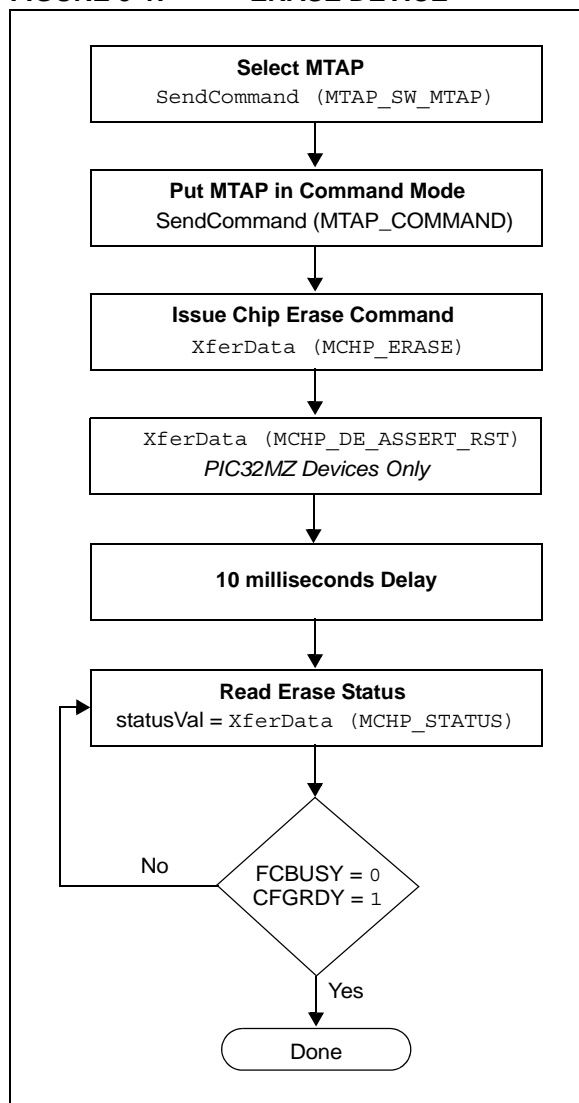 Select MTAP
SendCommand (MTAP_SW_MTAP)
Put MTAP in Command Mode
SendCommand (MTAP_COMMAND)
Issue Chip Erase Command
XferData (MCHP_ERASE)
XferData (MCHP_DE_ASSERT_RST)
PIC32MZ Devices Only
10 milliseconds Delay
Read Erase Status
statusVal = XferData (MCHP_STATUS)
No
FCBUSY = 0
CFGRDY = 1
Yes
Done